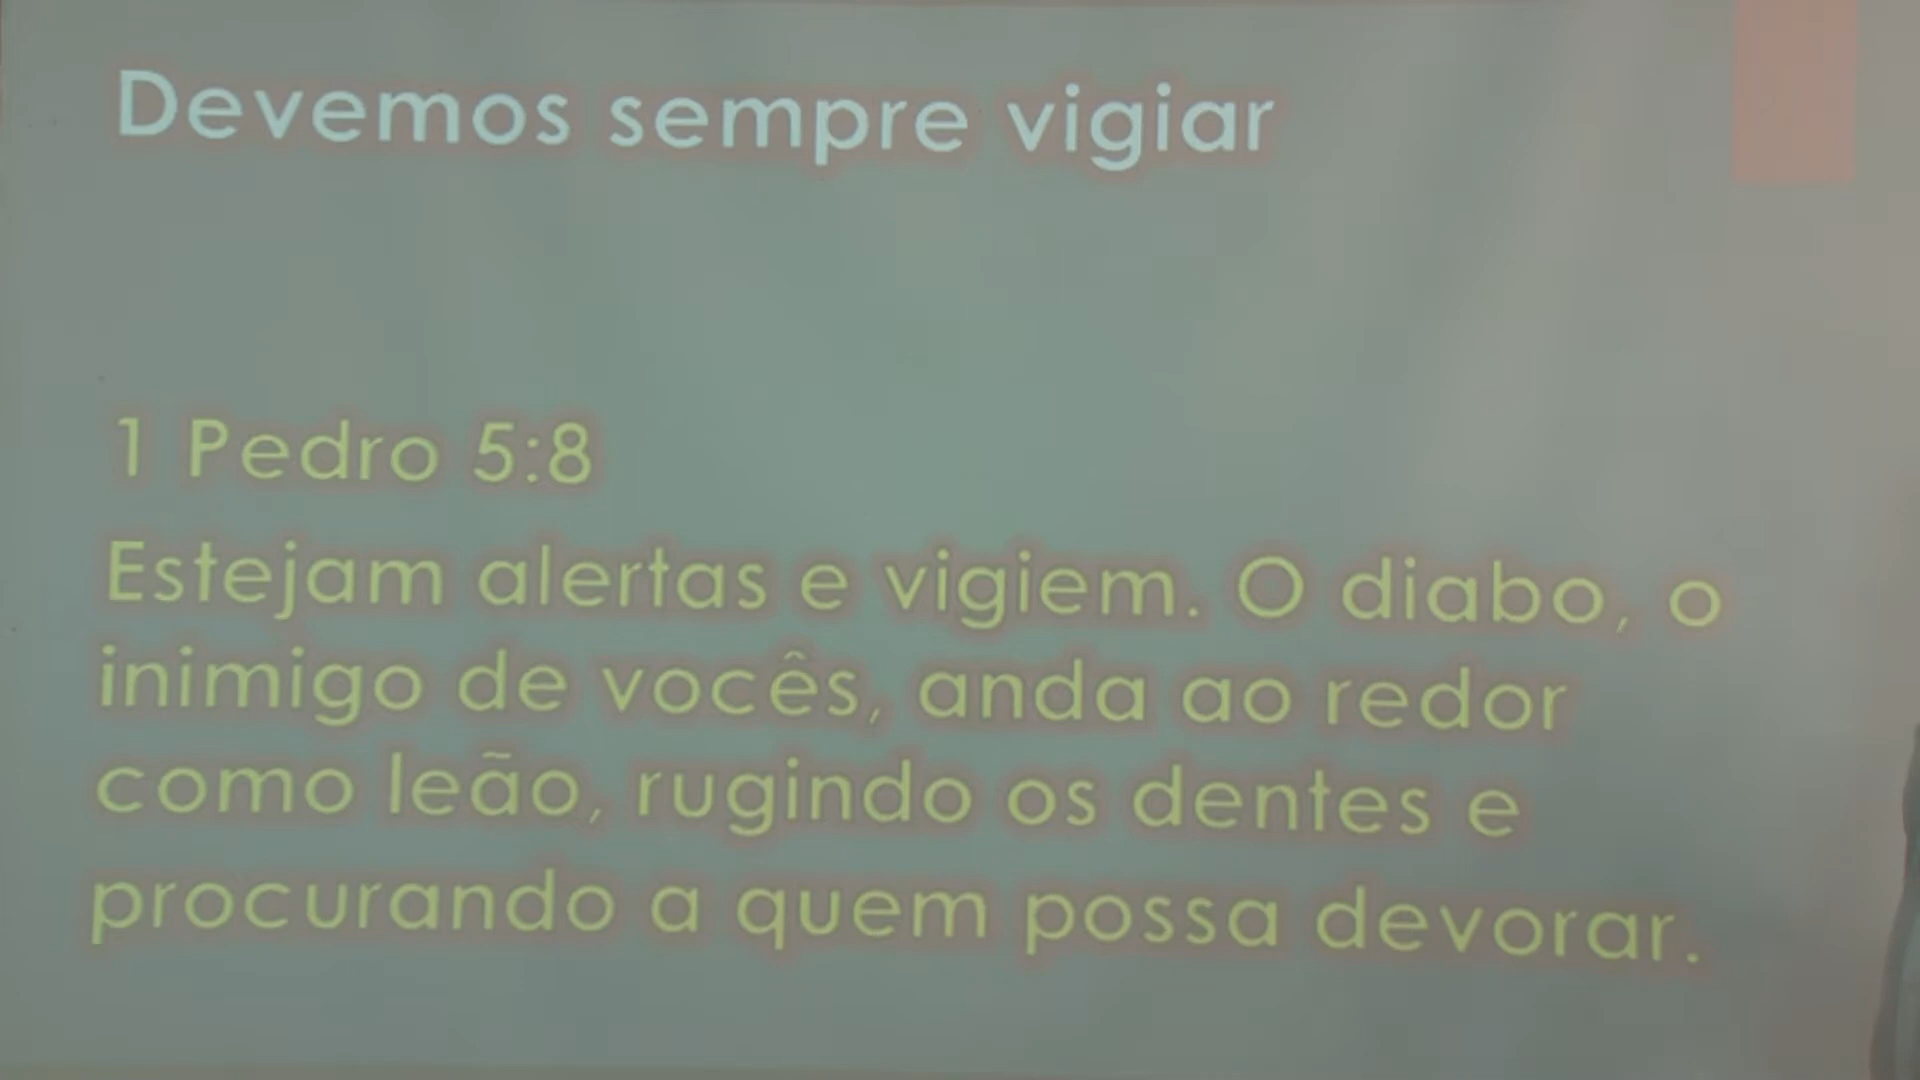 Devemos sempre vigiar
1 Pedro 5:8
Estejam alertas e vigiem. O diabo, o
inimigo de vocês, anda ao redor
como leão, rugindo os dentes e
procurando a quem possa devorar.